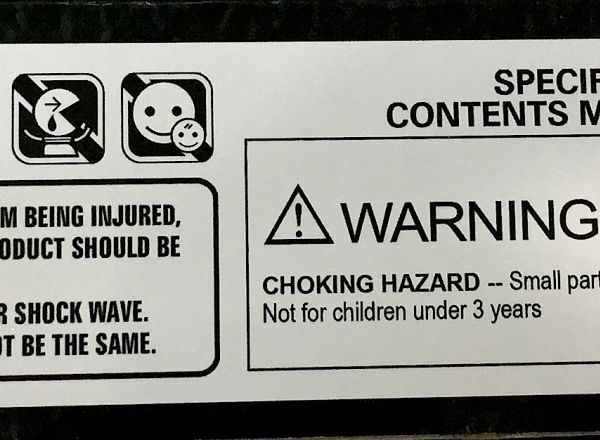 SPECIF
CONTENTS M
M BEING INJURED,
ODUCT SHOULD BE
R SHOCK WAVE.
OT BE THE SAME.
WARNING
CHOKING HAZARD -- Small part
Not for children under 3 years